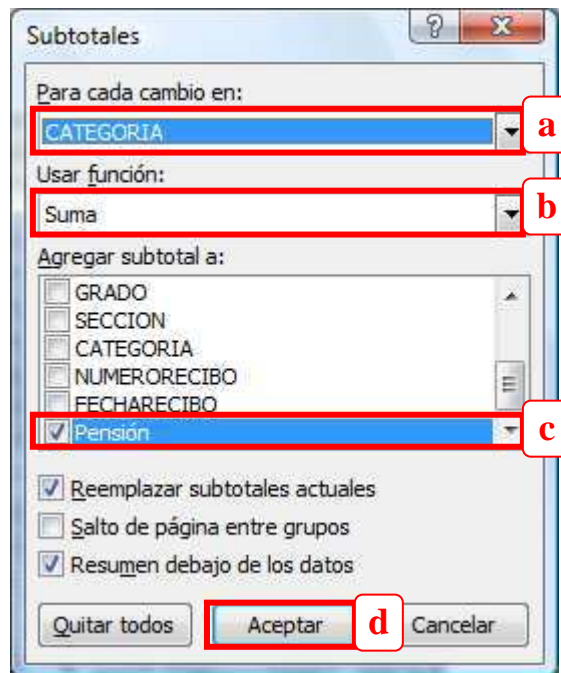 Subtotales
Para cada cambio en:
CATEGORIA
a
Usar función:
Suma
b
Agregar subtotal a:
GRADO
SECCION
CATEGORIA
NUMERORECIBO
FECHARECIBO
Pensión
c
Reemplazar subtotales actuales
Salto de página entre grupos
Resumen debajo de los datos
Quitar todos Aceptar d Cancelar